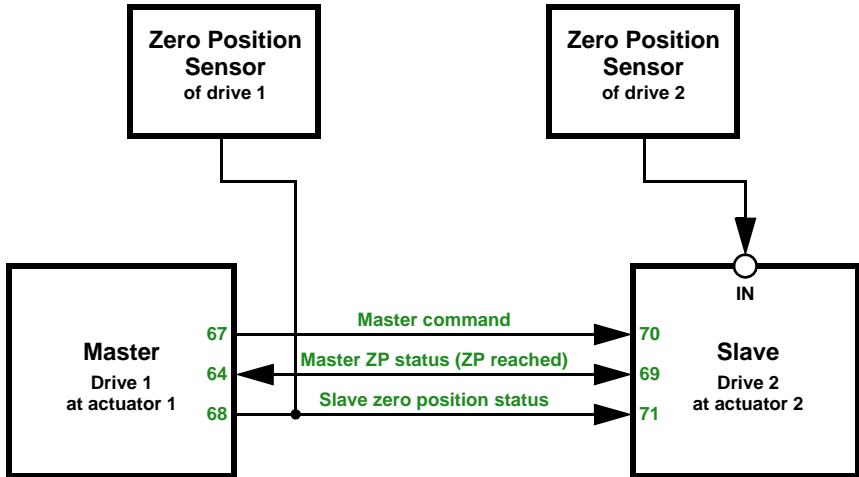 Zero Position
Sensor
of drive 1
Zero Position
Sensor
of drive 2
IN
Master
Drive 1
at actuator 1
67
64
68
Master command
Master ZP status (ZP reached)
Slave zero position status
70
69
71
Slave
Drive 2
at actuator 2